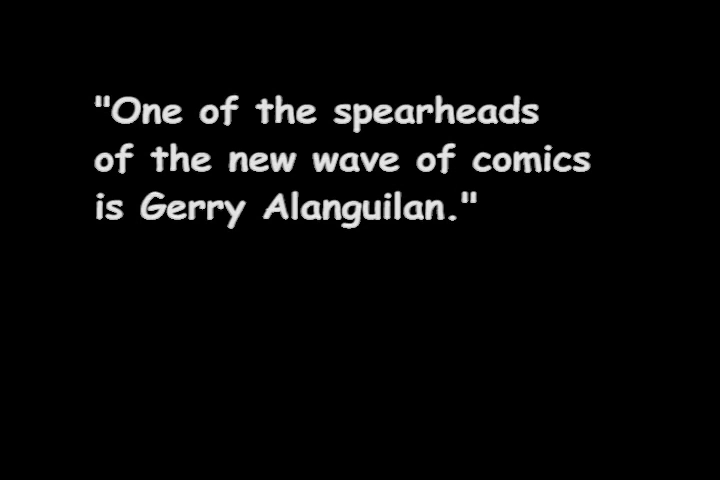 "One of the spearheads
of the new wave of comics
is Gerry Alanguilan."